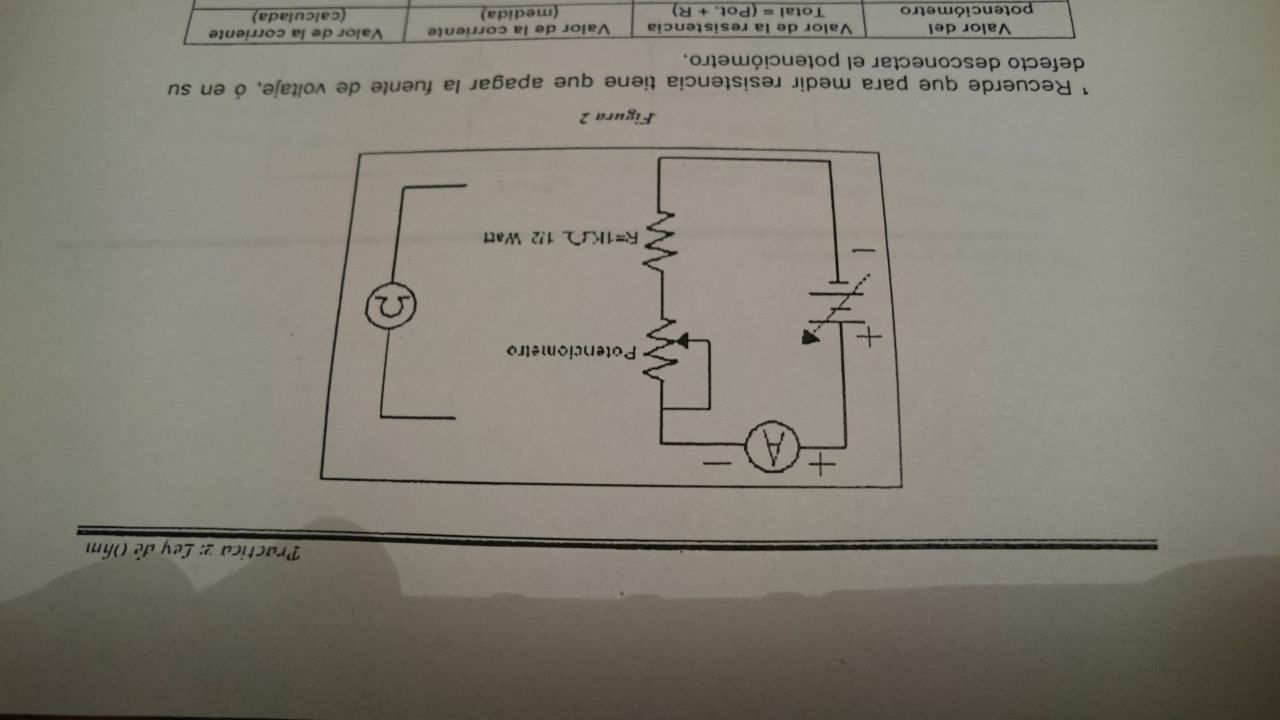 Practica 2: Ley de Ohm
+ A −
+
−
Potenciometro
R=1KΩ, 1/2 Watt
Ω
Figura 2
¹ Recuerde que para medir resistencia tiene que apagar la fuente de voltaje, ó en su
defecto desconectar el potenciómetro.
Valor del potenciómetro
Valor de la resistencia Total = (Pot. + R)
Valor de la corriente (medida)
Valor de la corriente (calculada)